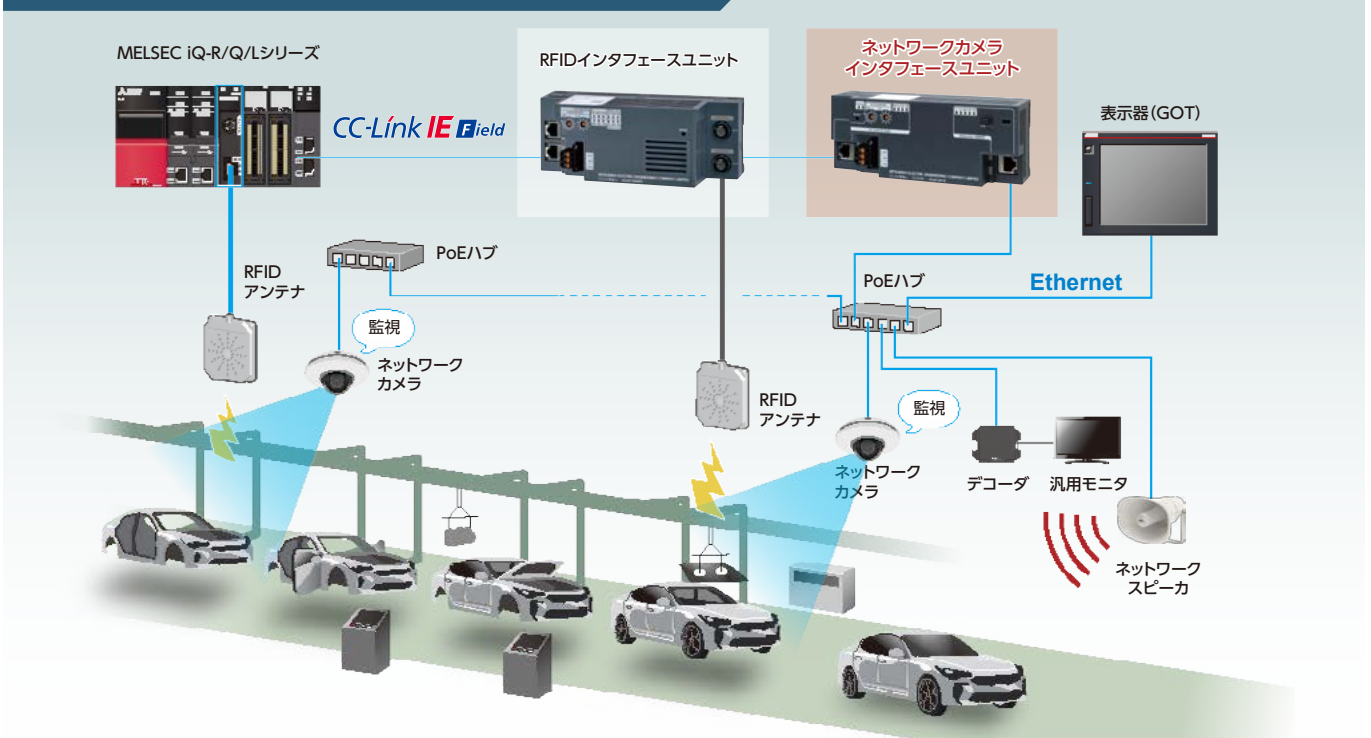 MELSEC iQ-R/Q/Lシリーズ
RFIDインタフェースユニット
ネットワークカメラ
インタフェースユニット
表示器(GOT)
CC-Link IE Field
PoEハブ
RFID
アンテナ
監視
ネットワーク
カメラ
PoEハブ
Ethernet
RFID
アンテナ
監視
ネットワーク
カメラ
デコーダ
汎用モニタ
ネットワーク
スピーカ